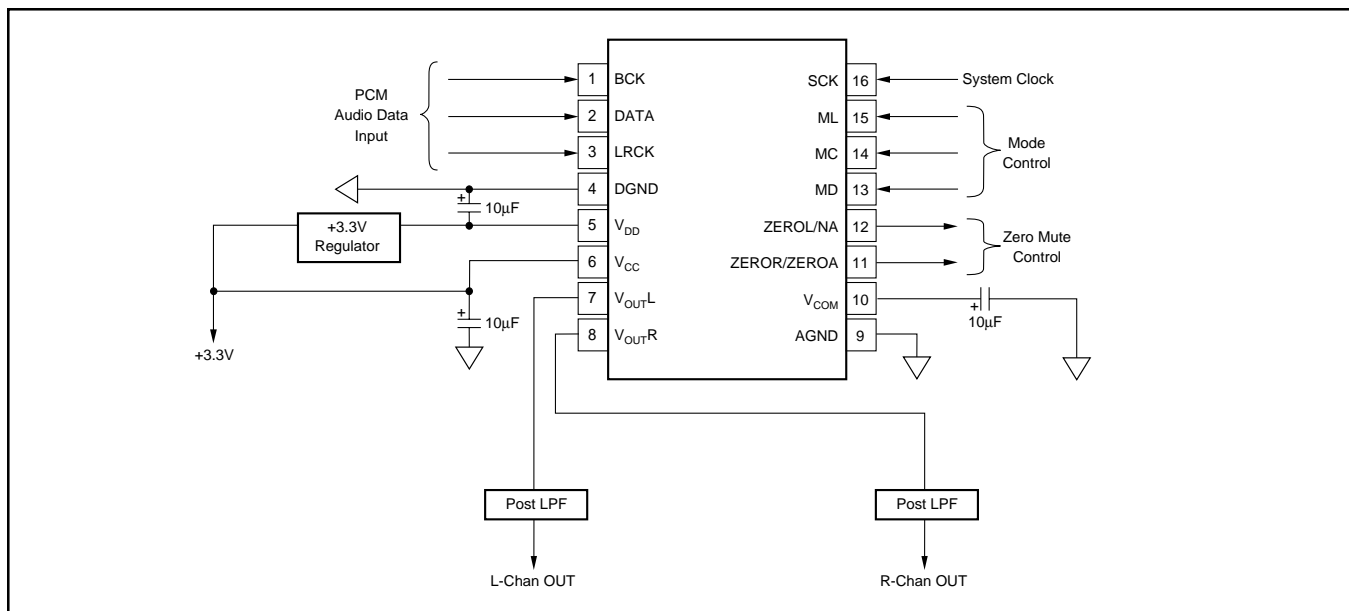 PCM
Audio Data
Input
1 BCK
2 DATA
3 LRCK
4 DGND
5 VDD
6 VCC
7 VOUTL
8 VOUTR
SCK 16
ML 15
MC 14
MD 13
ZEROL/NA 12
ZEROR/ZEROA 11
VCOM 10
AGND 9
System Clock
Mode
Control
Zero Mute
Control
+
10µF
+3.3V
Regulator
+
10µF
+3.3V
+
10µF
Post LPF
L-Chan OUT
Post LPF
R-Chan OUT